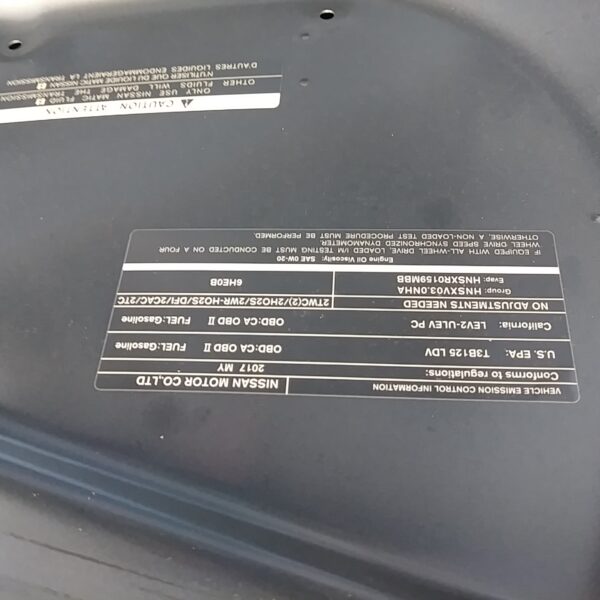 VEHICLE EMISSION CONTROL INFORMATION NISSAN MOTOR CO.,LTD
Conforms to regulations: 2017 MY
U.S. EPA: T3B125 LDV OBD:CA OBD II FUEL:Gasoline
California: LEV2-ULEV PC OBD:CA OBD II FUEL:Gasoline
NO ADJUSTMENTS NEEDED 2TWC(2)/2HO2S/2WR-HO2S/DFI/2CAC/2TC
Group: HNSXV03.0NHA 6HE0B
Evap: HNSXR0159MBB
Engine Oil Viscosity: SAE 0W-20
IF EQUIPPED WITH ALL-WHEEL DRIVE, LOADED I/M TESTING MUST BE CONDUCTED ON A FOUR
WHEEL DRIVE SPEED SYNCHRONIZED DYNAMOMETER.
OTHERWISE, A NON-LOADED TEST PROCEDURE MUST BE PERFORMED.
CAUTION ATTENTION
ONLY USE NISSAN MATIC FLUID
OTHER FLUIDS WILL DAMAGE THE TRANSMISSION
N'UTILISER QUE DU LIQUIDE MATIC NISSAN
D'AUTRES LIQUIDES ENDOMMAGERAIENT LA TRANSMISSION